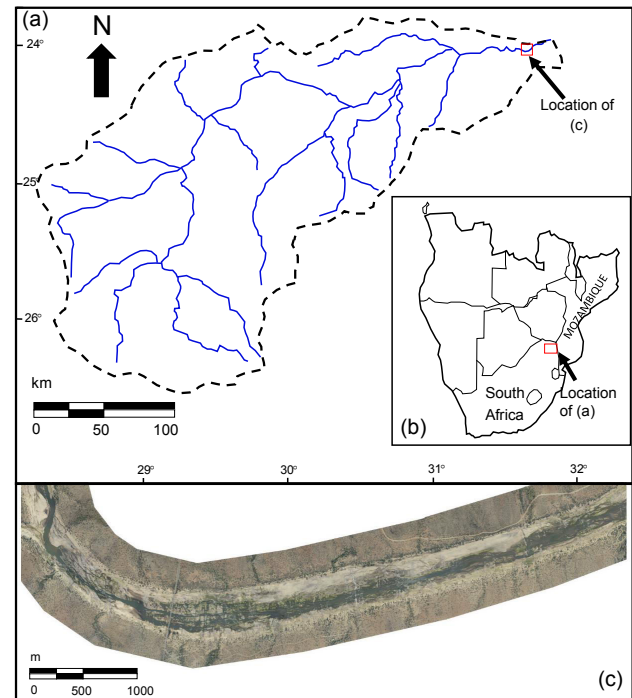 (a)
N
24°
Location of
(c)
25°
26°
km
0 50 100
MOZAMBIQUE
South
Africa
Location
of (a)
(b)
29° 30° 31° 32°
m
0 500 1000
(c)